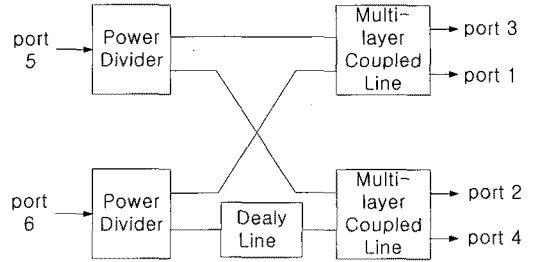 port
5
Power
Divider
Multi-
layer
Coupled
Line
port 3
port 1
port
6
Power
Divider
Dealy
Line
Multi-
layer
Coupled
Line
port 2
port 4